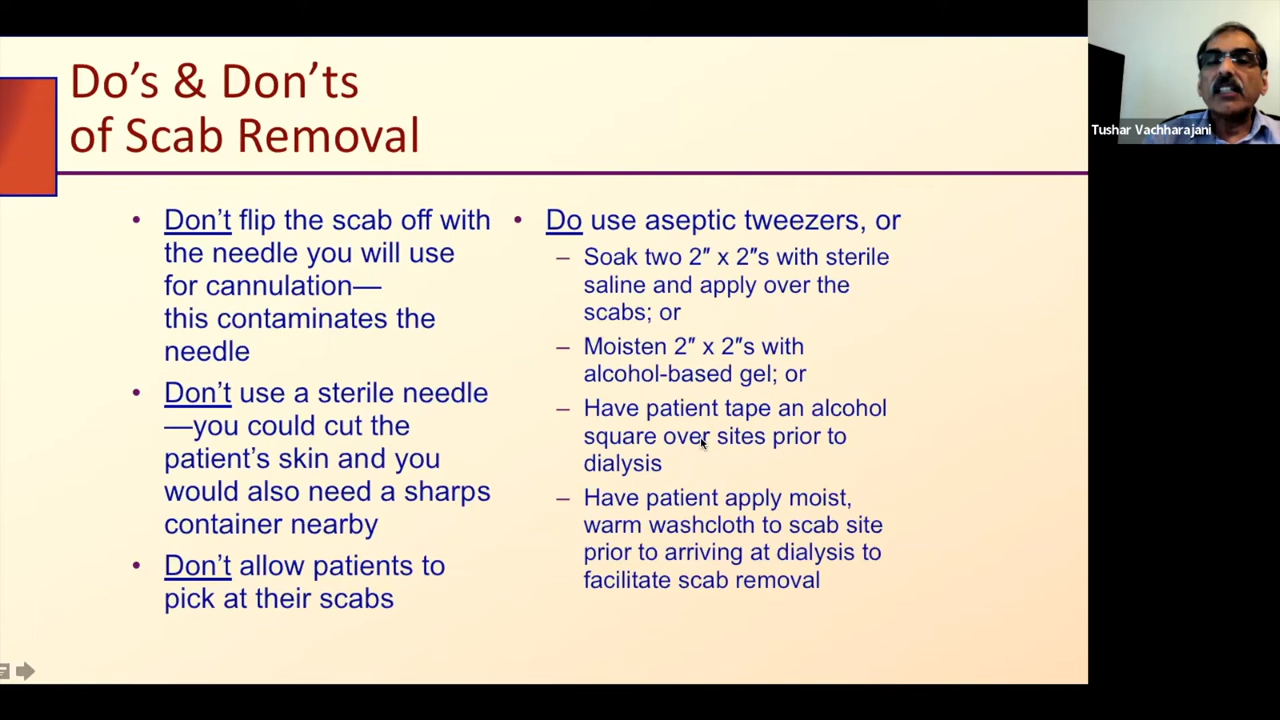 Do’s & Don’ts
of Scab Removal
• Don’t flip the scab off with
the needle you will use
for cannulation—
this contaminates the
needle
• Don’t use a sterile needle
—you could cut the
patient’s skin and you
would also need a sharps
container nearby
• Don’t allow patients to
pick at their scabs
• Do use aseptic tweezers, or
– Soak two 2″ x 2″s with sterile
saline and apply over the
scabs; or
– Moisten 2″ x 2″s with
alcohol-based gel; or
– Have patient tape an alcohol
square over sites prior to
dialysis
– Have patient apply moist,
warm washcloth to scab site
prior to arriving at dialysis to
facilitate scab removal
Tushar Vachharajani